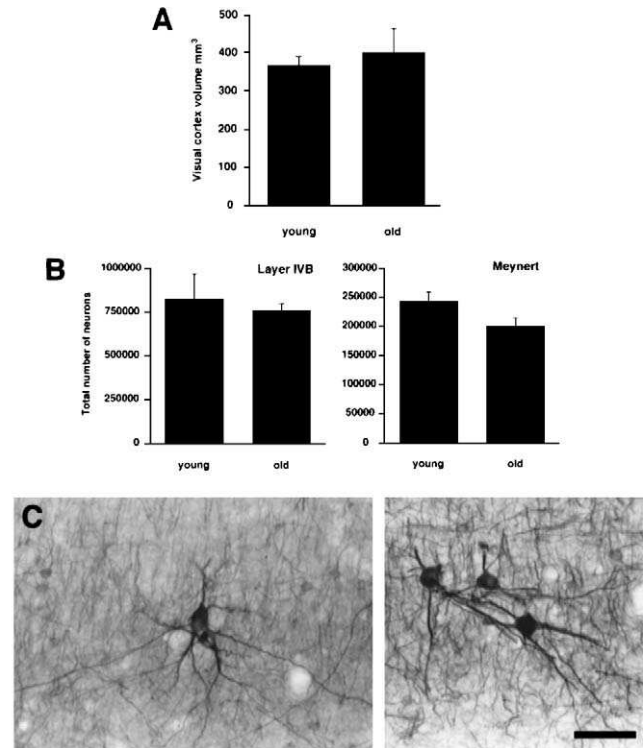 A
Visual cortex volume mm³
500
400
300
200
100
0
young old
B
Total number of neurons
1000000
750000
500000
250000
0
Layer IVB
young old
300000
250000
200000
150000
100000
50000
0
Meynert
young old
C